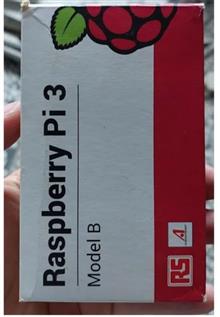 Raspberry Pi 3
Model B
RS
A